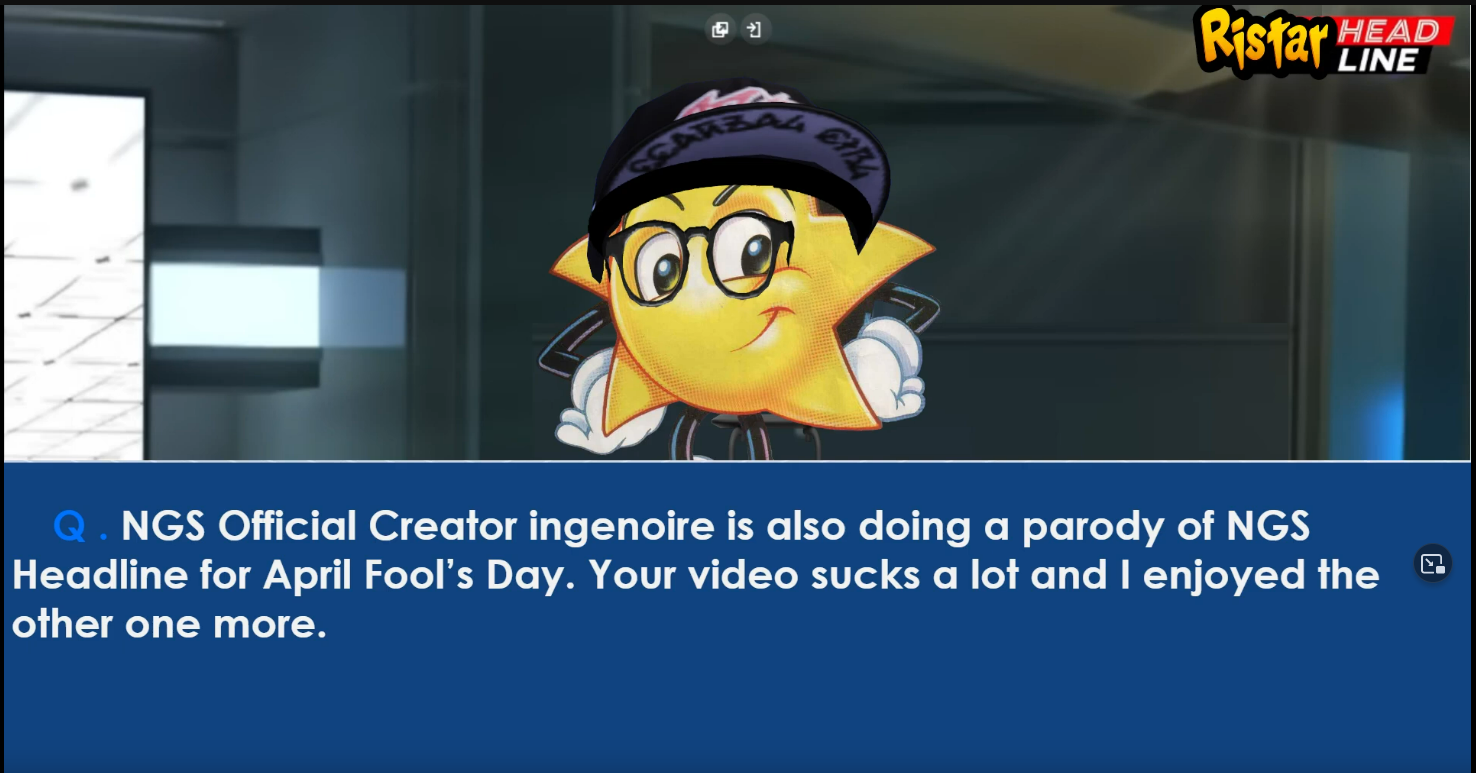 Ristar HEAD
LINE
Q . NGS Official Creator ingenoire is also doing a parody of NGS
Headline for April Fool’s Day. Your video sucks a lot and I enjoyed the
other one more.